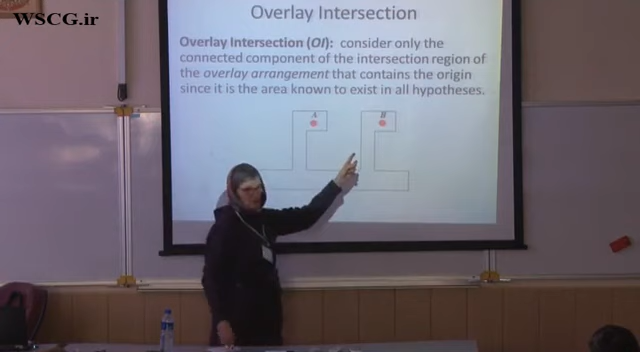 WSCG.ir
Overlay Intersection
Overlay Intersection (OI): consider only the
connected component of the intersection region of
the overlay arrangement that contains the origin
since it is the area known to exist in all hypotheses.
A B